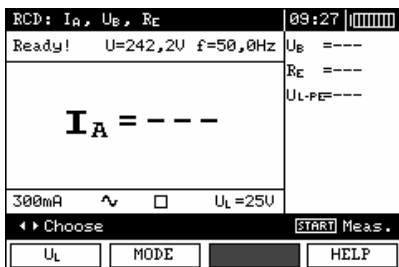 RCD: IA, UB, RE 09:27
Ready! U=242,2V f=50,0Hz
UB =---
RE =---
UL-PE=---
IA = ---
300mA ∿ □ UL=25V
◂ ▸ Choose START Meas.
UL MODE HELP